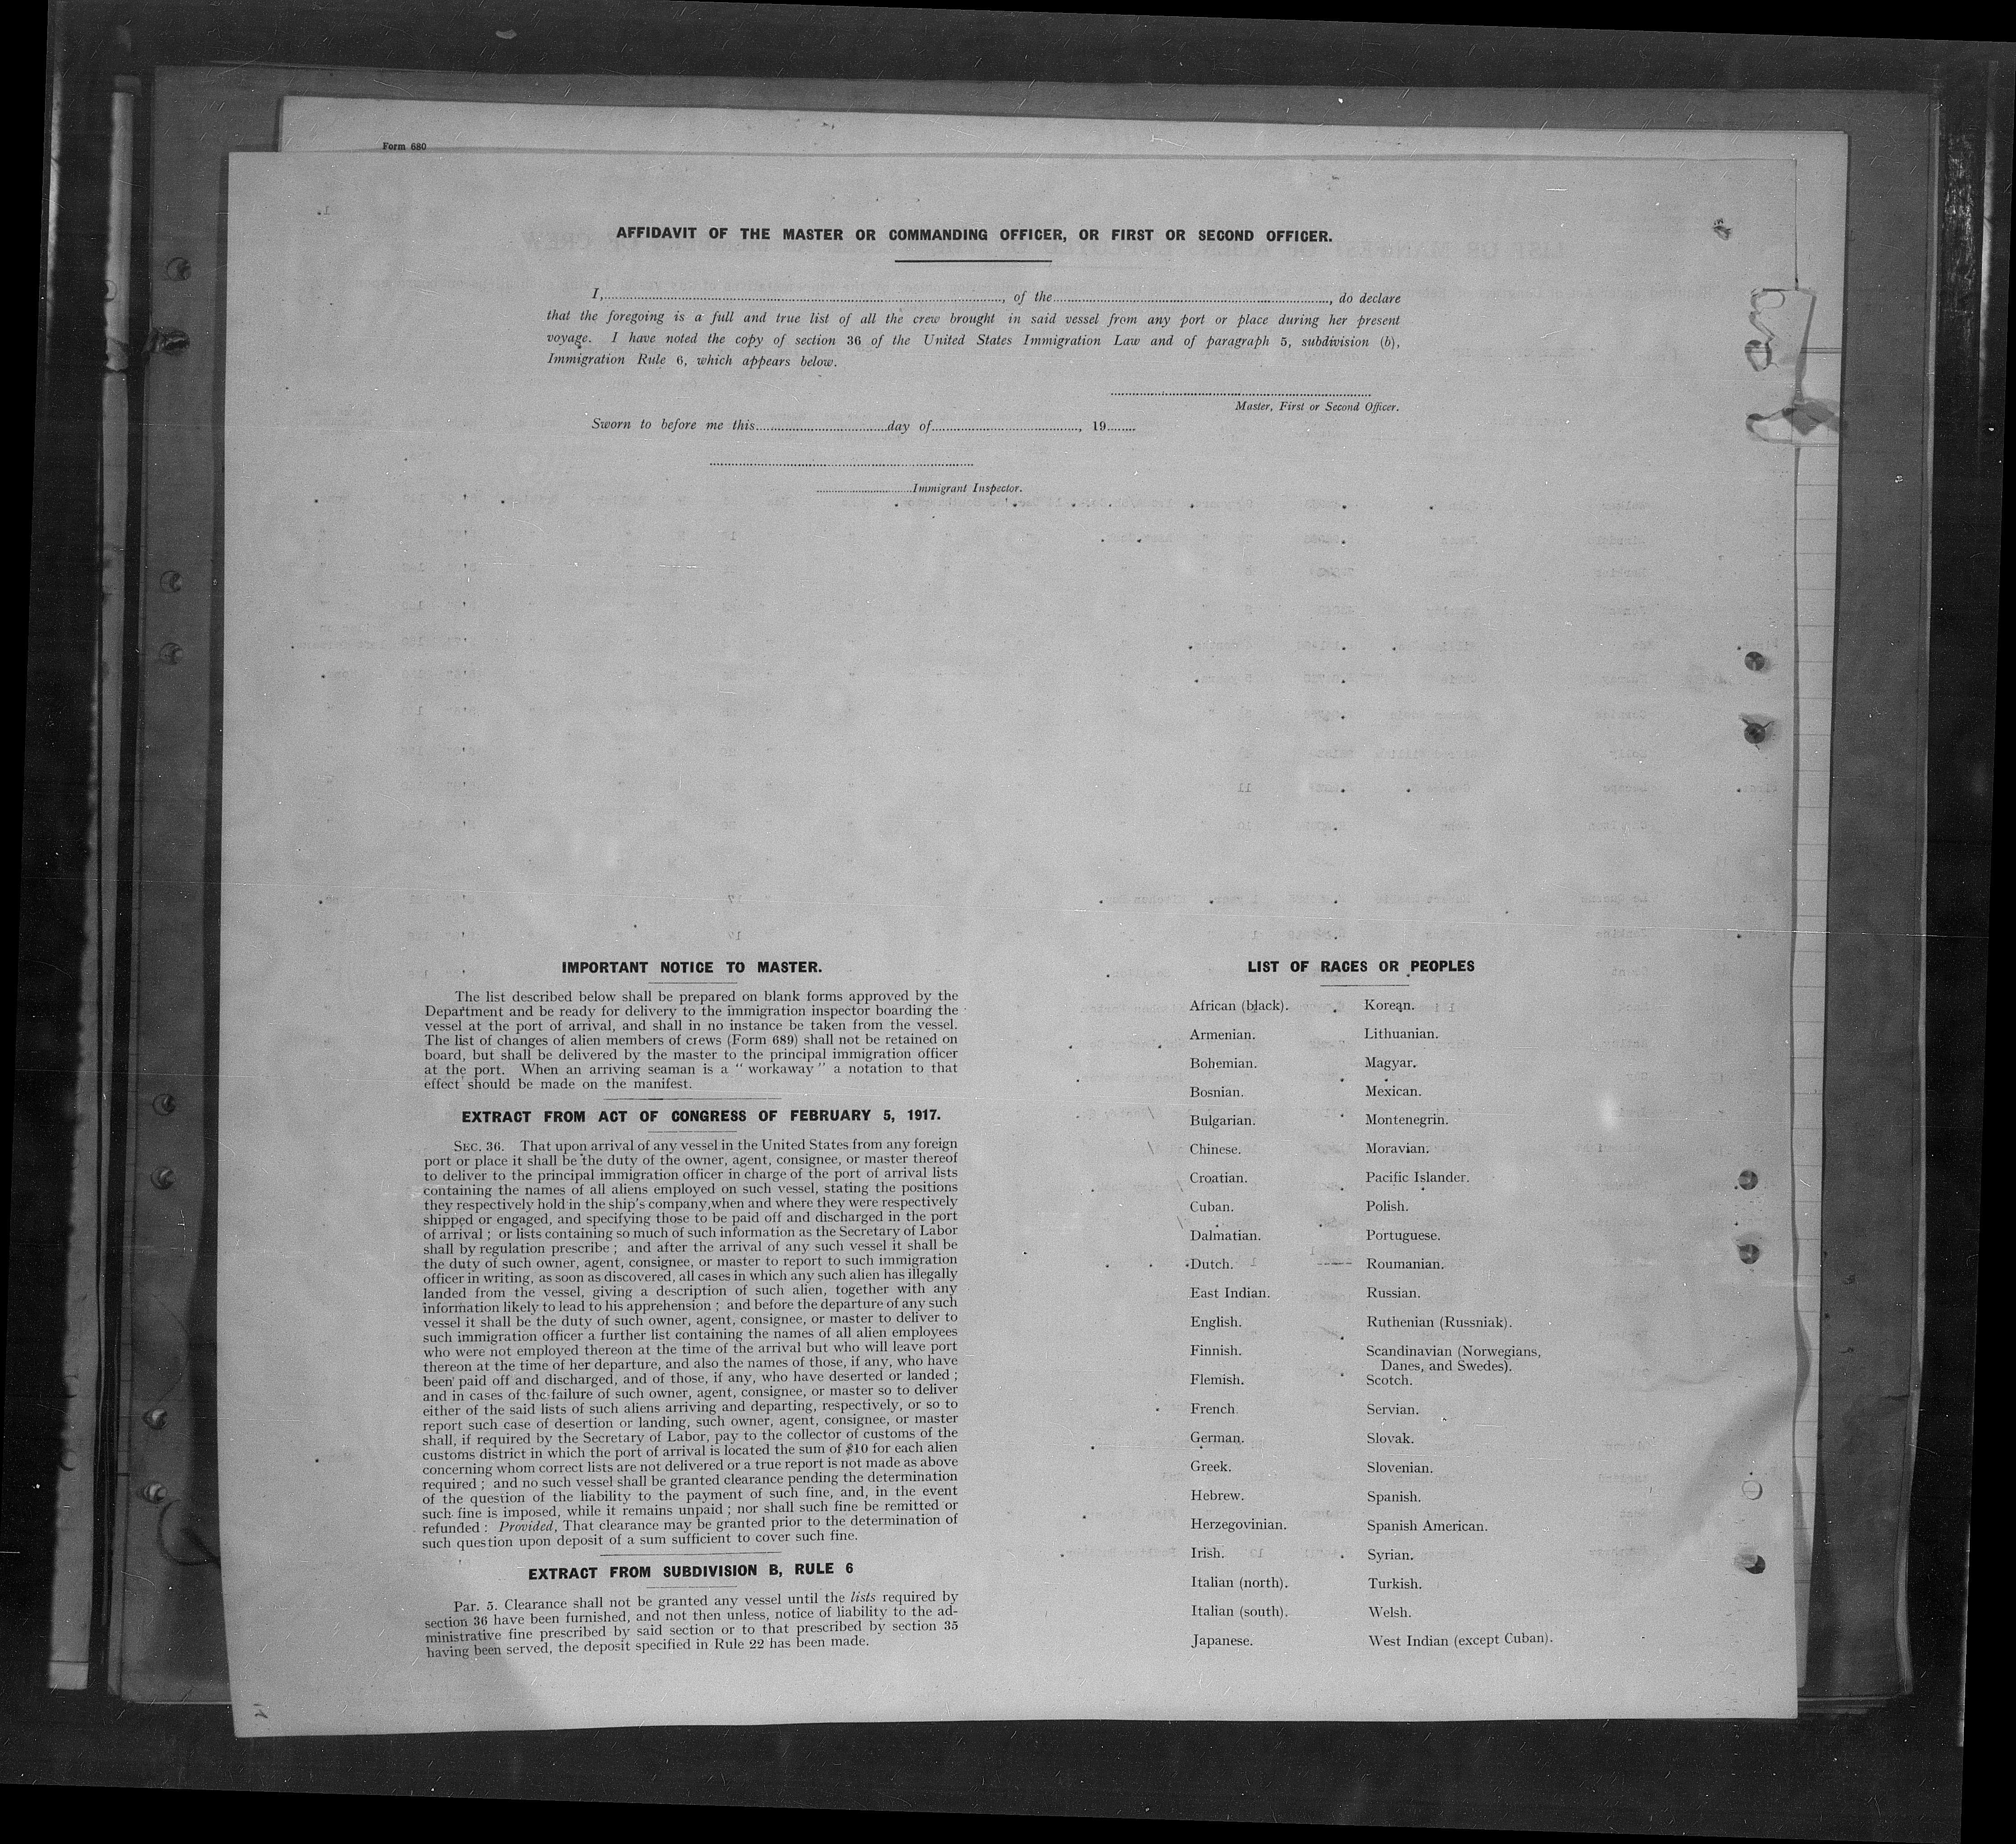 Form 680
AFFIDAVIT OF THE MASTER OR COMMANDING OFFICER, OR FIRST OR SECOND OFFICER.
I,......................................................, of the......................................................, do declare
that the foregoing is a full and true list of all the crew brought in said vessel from any port or place during her present
voyage. I have noted the copy of section 36 of the United States Immigration Law and of paragraph 5, subdivision (b),
Immigration Rule 6, which appears below.
Master, First or Second Officer.
Sworn to before me this....................day of........................, 19........
....................Immigrant Inspector.
IMPORTANT NOTICE TO MASTER.
The list described below shall be prepared on blank forms approved by the
Department and be ready for delivery to the immigration inspector boarding the
vessel at the port of arrival, and shall in no instance be taken from the vessel.
The list of changes of alien members of crews (Form 689) shall not be retained on
board, but shall be delivered by the master to the principal immigration officer
at the port. When an arriving seaman is a " workaway " a notation to that
effect should be made on the manifest.
EXTRACT FROM ACT OF CONGRESS OF FEBRUARY 5, 1917.
SEC. 36. That upon arrival of any vessel in the United States from any foreign
port or place it shall be the duty of the owner, agent, consignee, or master thereof
to deliver to the principal immigration officer in charge of the port of arrival lists
containing the names of all aliens employed on such vessel, stating the positions
they respectively hold in the ship's company,when and where they were respectively
shipped or engaged, and specifying those to be paid off and discharged in the port
of arrival ; or lists containing so much of such information as the Secretary of Labor
shall by regulation prescribe ; and after the arrival of any such vessel it shall be
the duty of such owner, agent, consignee, or master to report to such immigration
officer in writing, as soon as discovered, all cases in which any such alien has illegally
landed from the vessel, giving a description of such alien, together with any
information likely to lead to his apprehension ; and before the departure of any such
vessel it shall be the duty of such owner, agent, consignee, or master to deliver to
such immigration officer a further list containing the names of all alien employees
who were not employed thereon at the time of the arrival but who will leave port
thereon at the time of her departure, and also the names of those, if any, who have
been paid off and discharged, and of those, if any, who have deserted or landed ;
and in cases of the failure of such owner, agent, consignee, or master so to deliver
either of the said lists of such aliens arriving and departing, respectively, or so to
report such case of desertion or landing, such owner, agent, consignee, or master
shall, if required by the Secretary of Labor, pay to the collector of customs of the
customs district in which the port of arrival is located the sum of $10 for each alien
concerning whom correct lists are not delivered or a true report is not made as above
required ; and no such vessel shall be granted clearance pending the determination
of the question of the liability to the payment of such fine, and, in the event
such fine is imposed, while it remains unpaid ; nor shall such fine be remitted or
refunded : Provided, That clearance may be granted prior to the determination of
such question upon deposit of a sum sufficient to cover such fine.
EXTRACT FROM SUBDIVISION B, RULE 6
Par. 5. Clearance shall not be granted any vessel until the lists required by
section 36 have been furnished, and not then unless, notice of liability to the ad-
ministrative fine prescribed by said section or to that prescribed by section 35
having been served, the deposit specified in Rule 22 has been made.
LIST OF RACES OR PEOPLES
African (black).
Armenian.
Bohemian.
Bosnian.
Bulgarian.
Chinese.
Croatian.
Cuban.
Dalmatian.
Dutch.
East Indian.
English.
Finnish.
Flemish.
French.
German.
Greek.
Hebrew.
Herzegovinian.
Irish.
Italian (north).
Italian (south).
Japanese.
Korean.
Lithuanian.
Magyar.
Mexican.
Montenegrin.
Moravian.
Pacific Islander.
Polish.
Portuguese.
Roumanian.
Russian.
Ruthenian (Russniak).
Scandinavian (Norwegians,
Danes, and Swedes).
Scotch.
Servian.
Slovak.
Slovenian.
Spanish.
Spanish American.
Syrian.
Turkish.
Welsh.
West Indian (except Cuban).